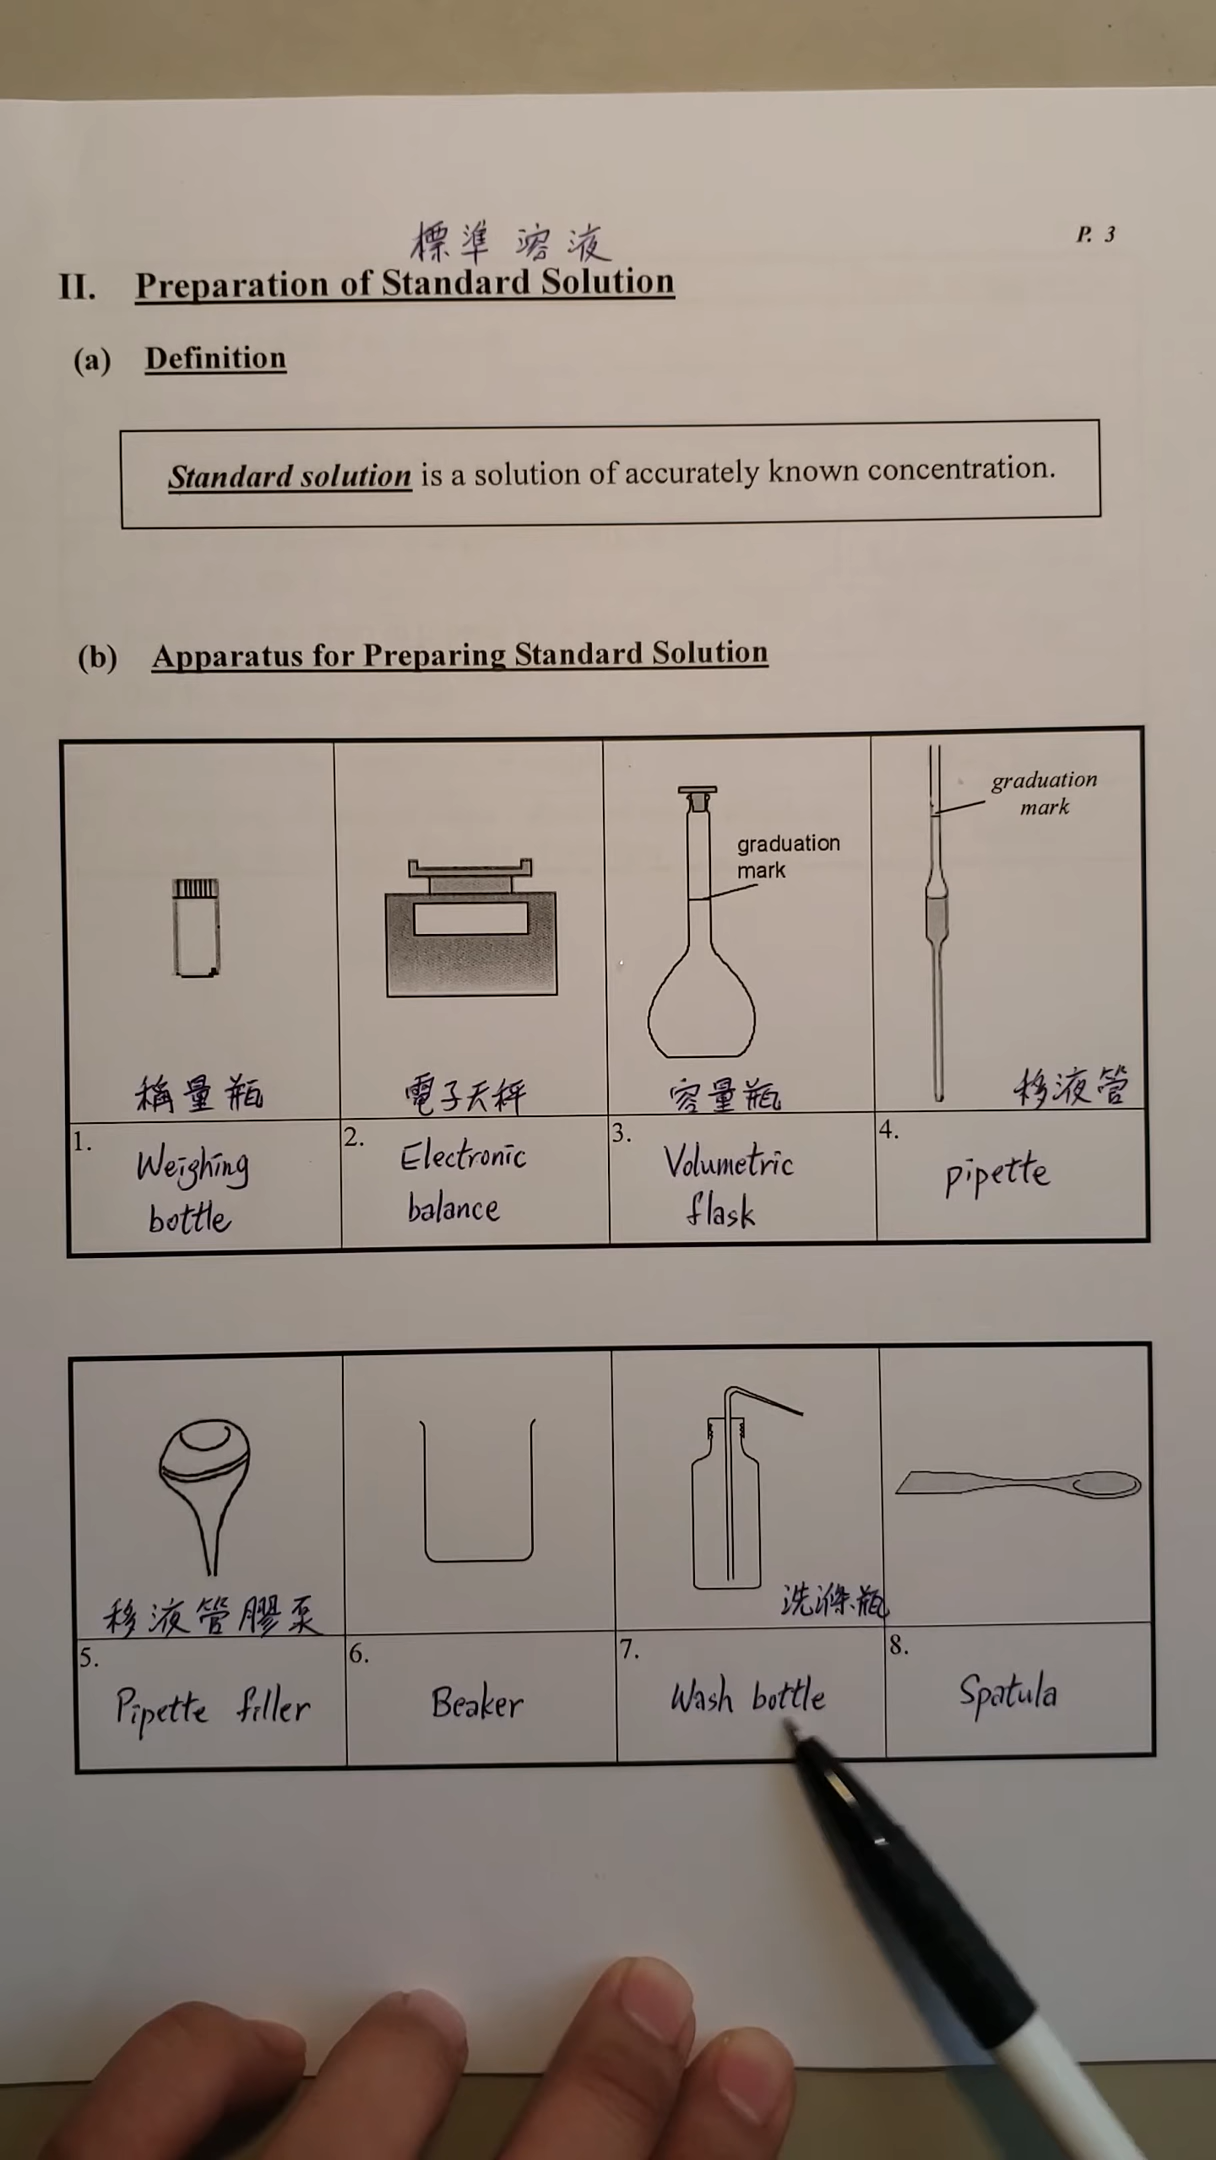 P. 3
標準溶液
II. Preparation of Standard Solution
(a) Definition
Standard solution is a solution of accurately known concentration.
(b) Apparatus for Preparing Standard Solution
graduation
mark
graduation
mark
稱量瓶
電子天秤
容量瓶
移液管
1. Weighing
bottle
2. Electronic
balance
3. Volumetric
flask
4. pipette
移液管膠泵
洗滌瓶
5. Pipette filler
6. Beaker
7. Wash bottle
8. Spatula